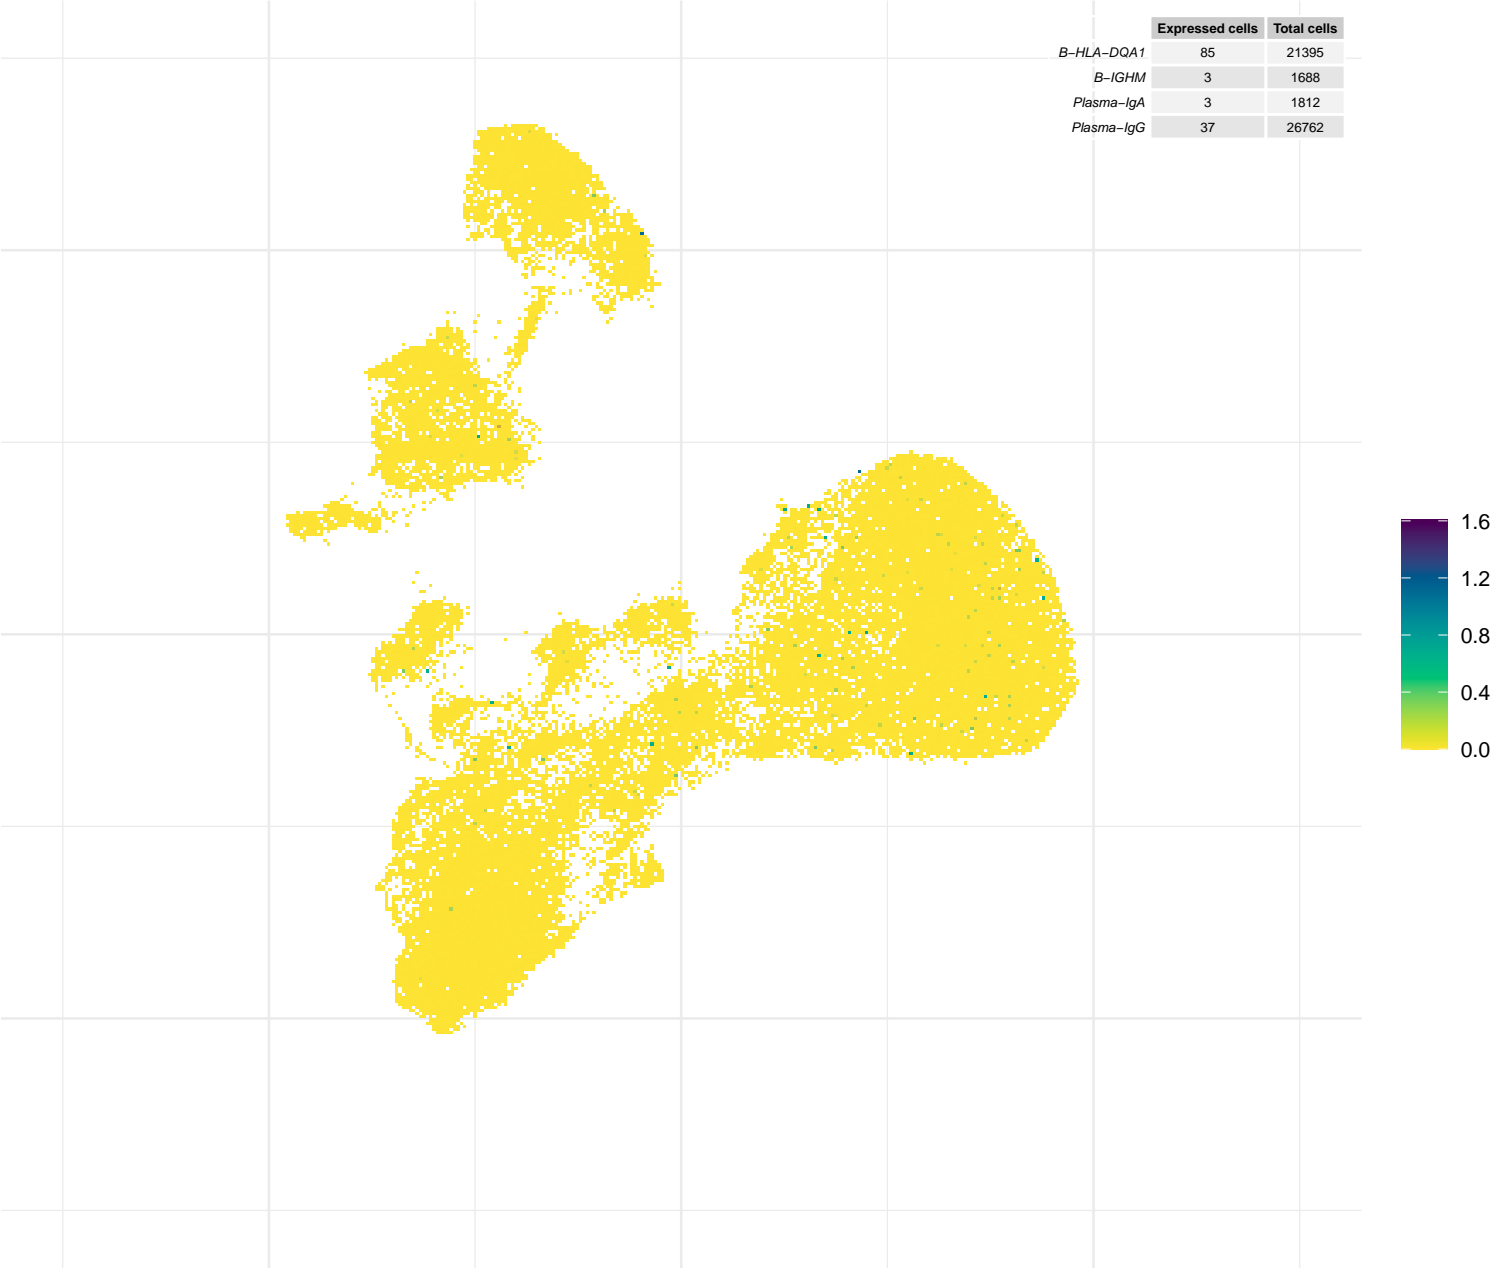 Expressed cells Total cells
B−HLA−DQA1 85 21395
B−IGHM 3 1688
Plasma−IgA 3 1812
Plasma−IgG 37 26762
1.6
1.2
0.8
0.4
0.0